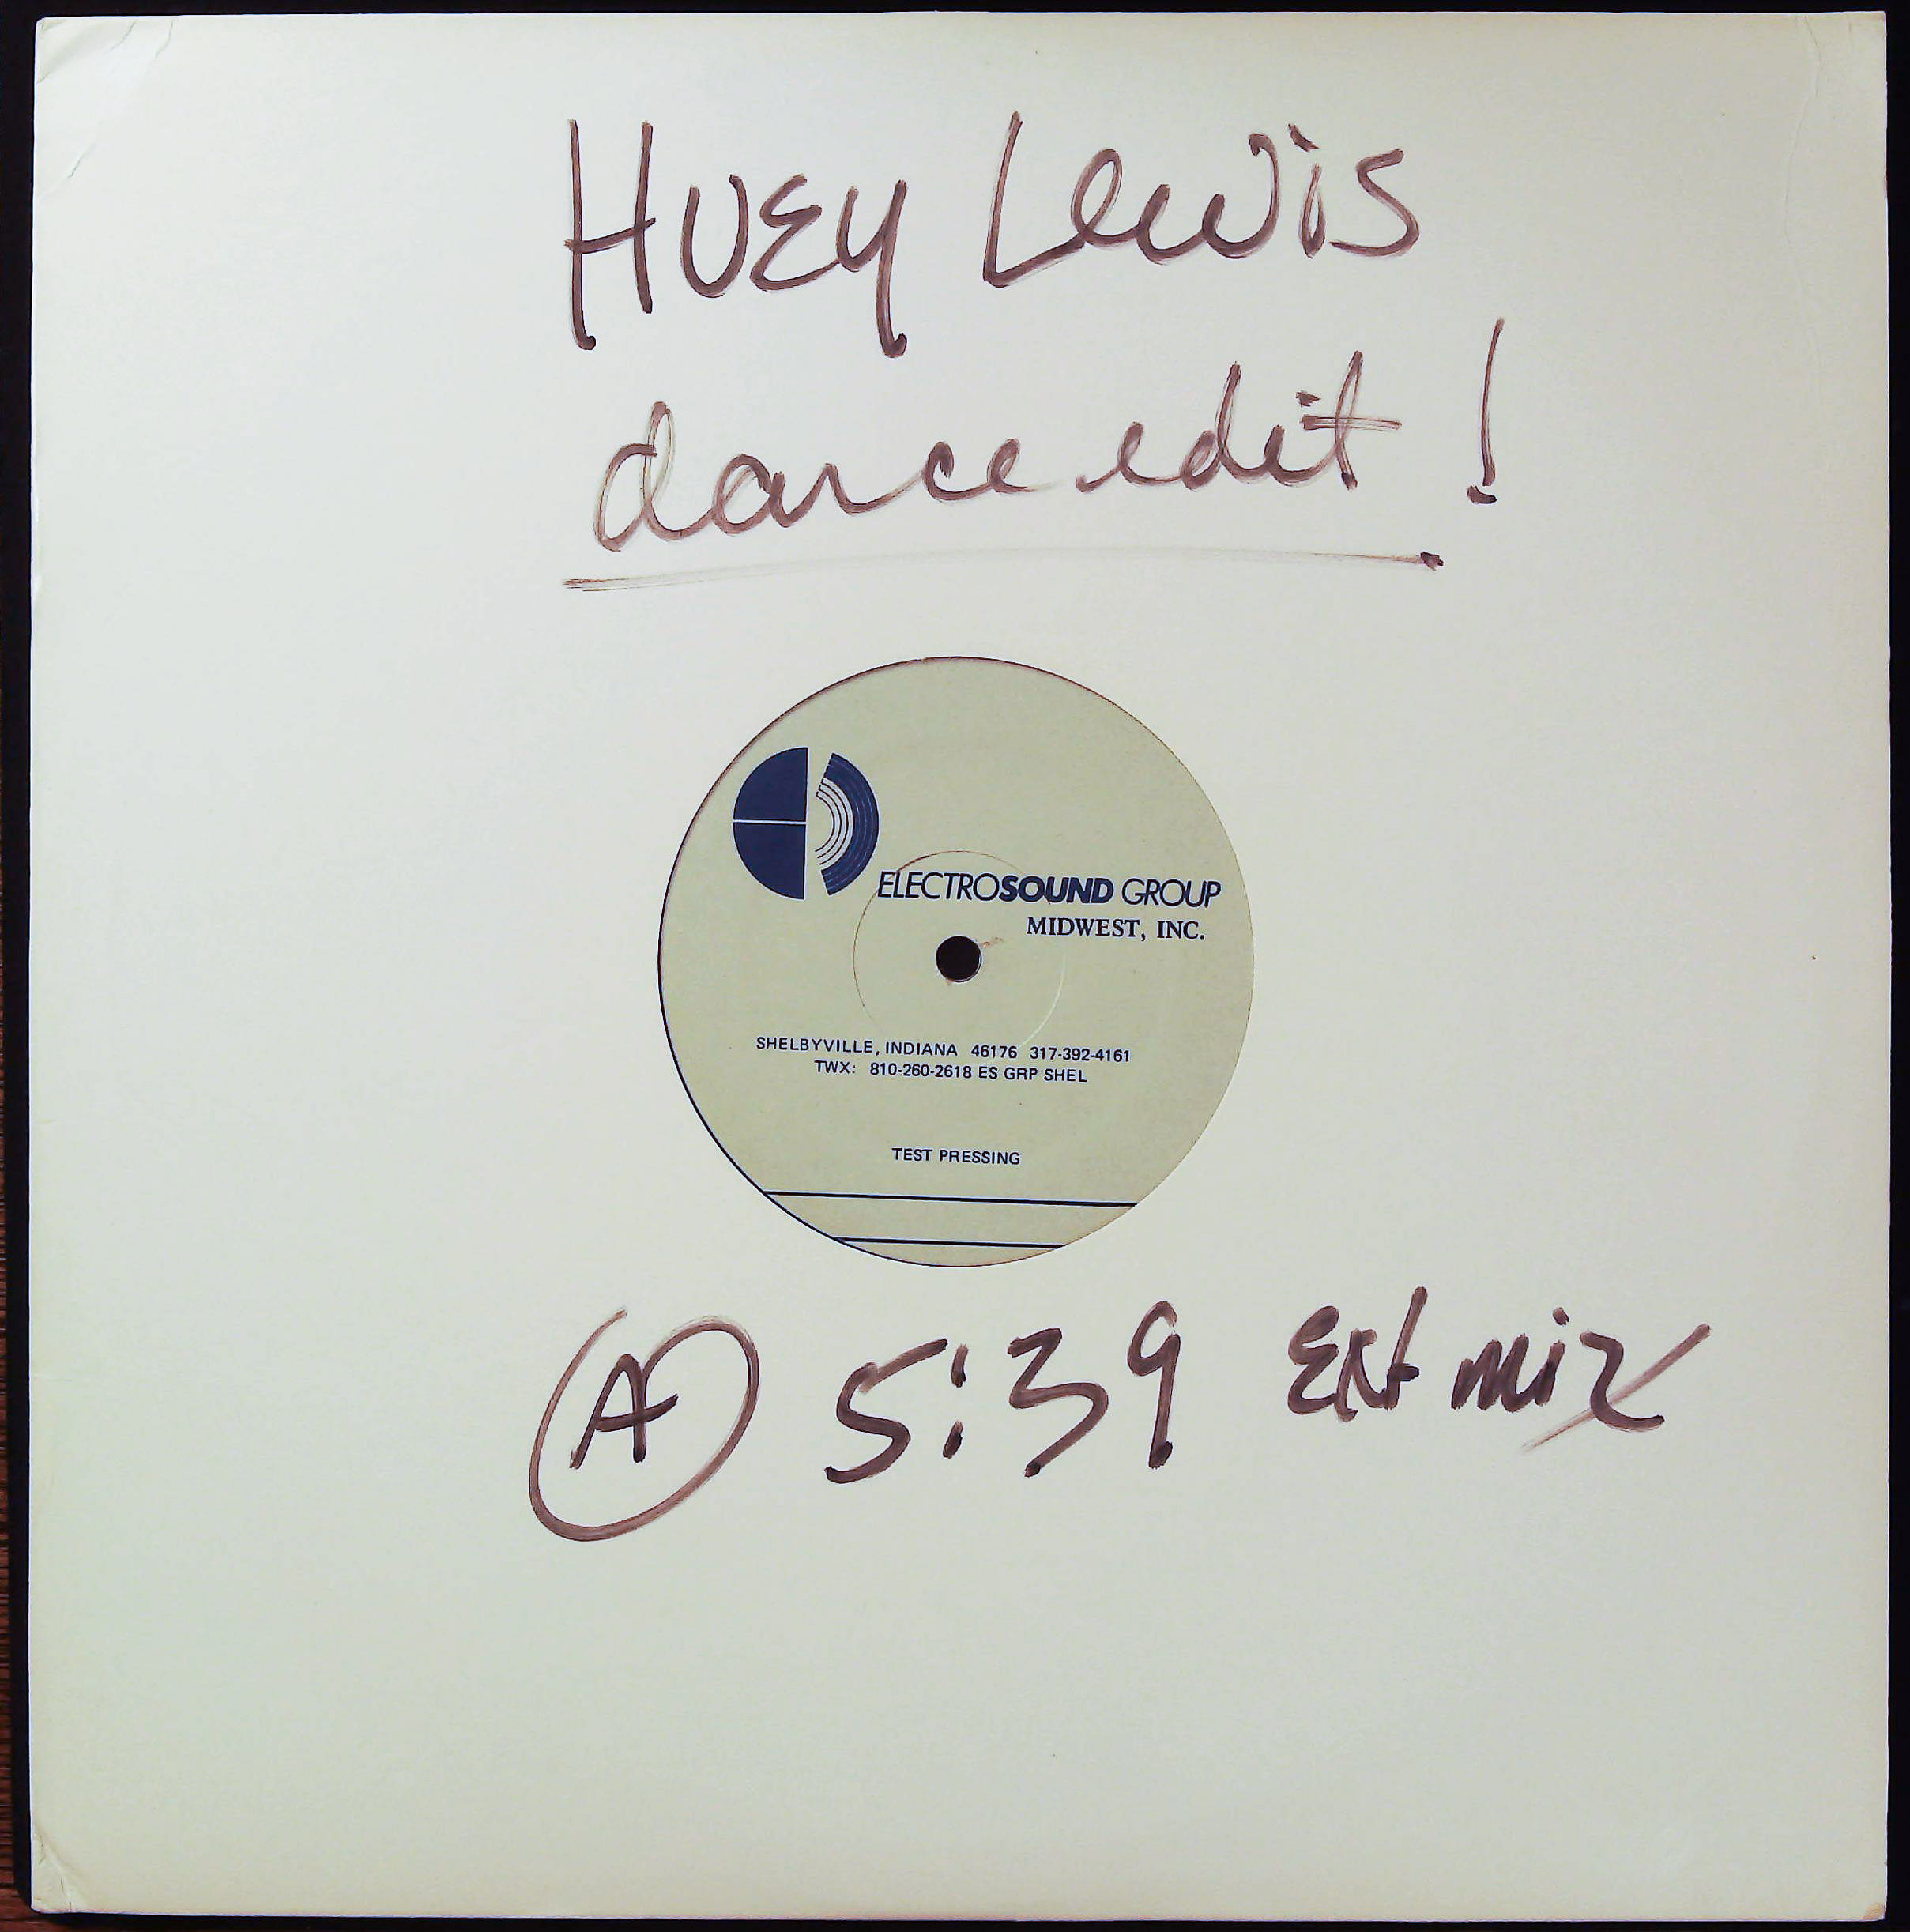 Huey Lewis
dance edit!
ELECTROSOUND GROUP
MIDWEST, INC.
SHELBYVILLE, INDIANA 46176 317-392-4161
TWX: 810-260-2618 ES GRP SHEL
TEST PRESSING
A 5:39 Ext mix